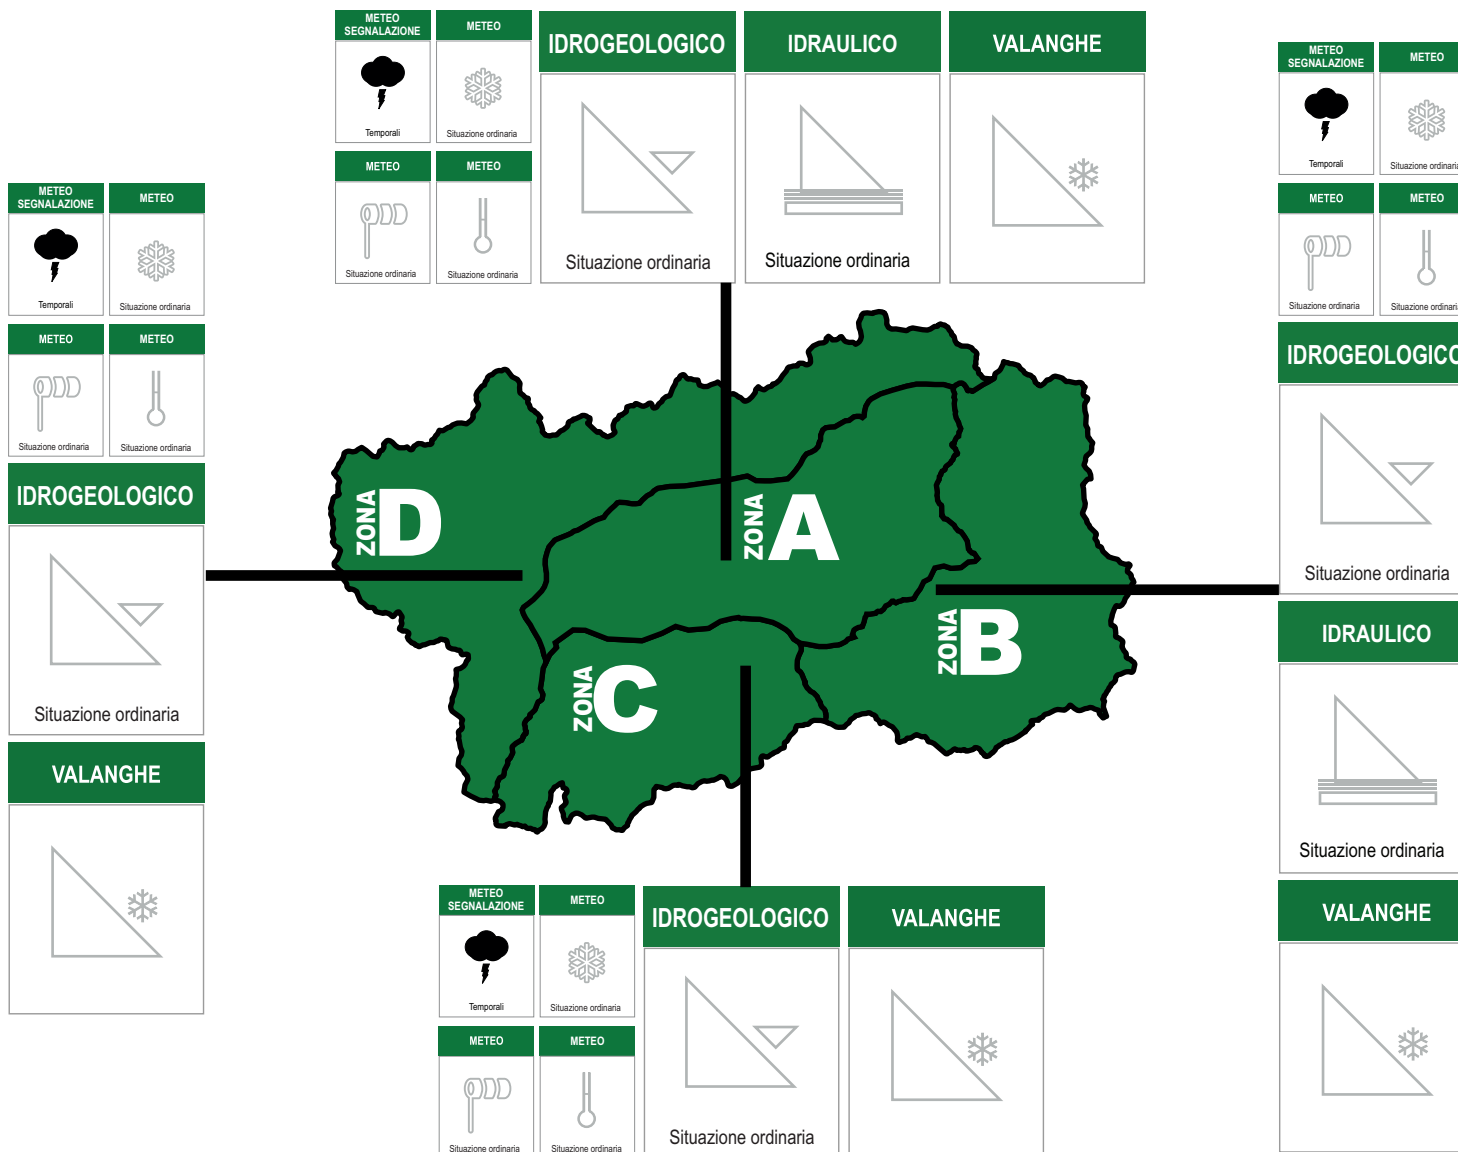 METEO
SEGNALAZIONE
METEO
Temporali
Situazione ordinaria
METEO
METEO
Situazione ordinaria
Situazione ordinaria
IDROGEOLOGICO
Situazione ordinaria
IDRAULICO
Situazione ordinaria
VALANGHE
METEO
SEGNALAZIONE
METEO
Temporali
Situazione ordinaria
METEO
METEO
Situazione ordinaria
Situazione ordinaria
IDROGEOLOGICO
Situazione ordinaria
VALANGHE
ZONA D
ZONA A
ZONA B
ZONA C
METEO
SEGNALAZIONE
METEO
Temporali
Situazione ordinaria
METEO
METEO
Situazione ordinaria
Situazione ordinaria
IDROGEOLOGICO
Situazione ordinaria
IDRAULICO
Situazione ordinaria
VALANGHE
METEO
SEGNALAZIONE
METEO
Temporali
Situazione ordinaria
METEO
METEO
Situazione ordinaria
Situazione ordinaria
IDROGEOLOGICO
Situazione ordinaria
VALANGHE